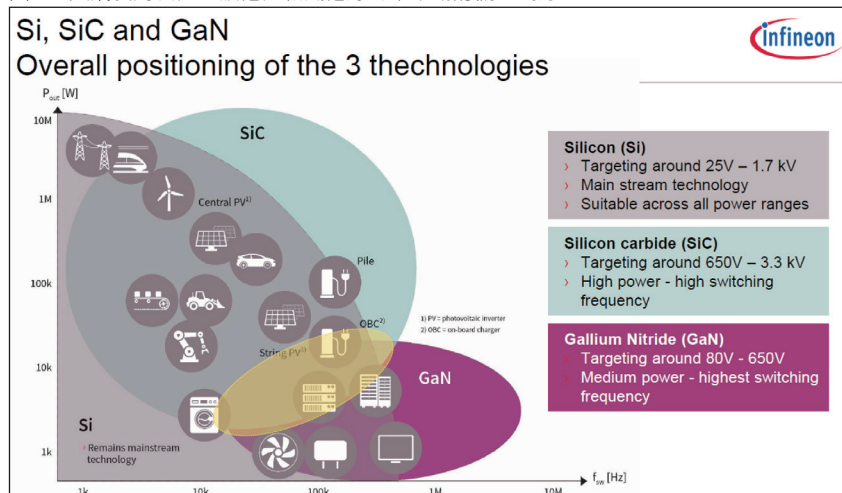 Si, SiC and GaN
Overall positioning of the 3 thechnologies
infineon
P out [W]
10M
1M
100k
10k
1k
SiC
Central PV1)
Pile
1) PV = photovoltaic inverter
2) OBC = on-board charger
OBC2)
String PV1)
GaN
Si
› Remains mainstream
technology
1k
10k
100k
1M
10M
f sw [Hz]
Silicon (Si)
› Targeting around 25V – 1.7 kV
› Main stream technology
› Suitable across all power ranges
Silicon carbide (SiC)
› Targeting around 650V – 3.3 kV
› High power - high switching
frequency
Gallium Nitride (GaN)
› Targeting around 80V - 650V
› Medium power - highest switching
frequency